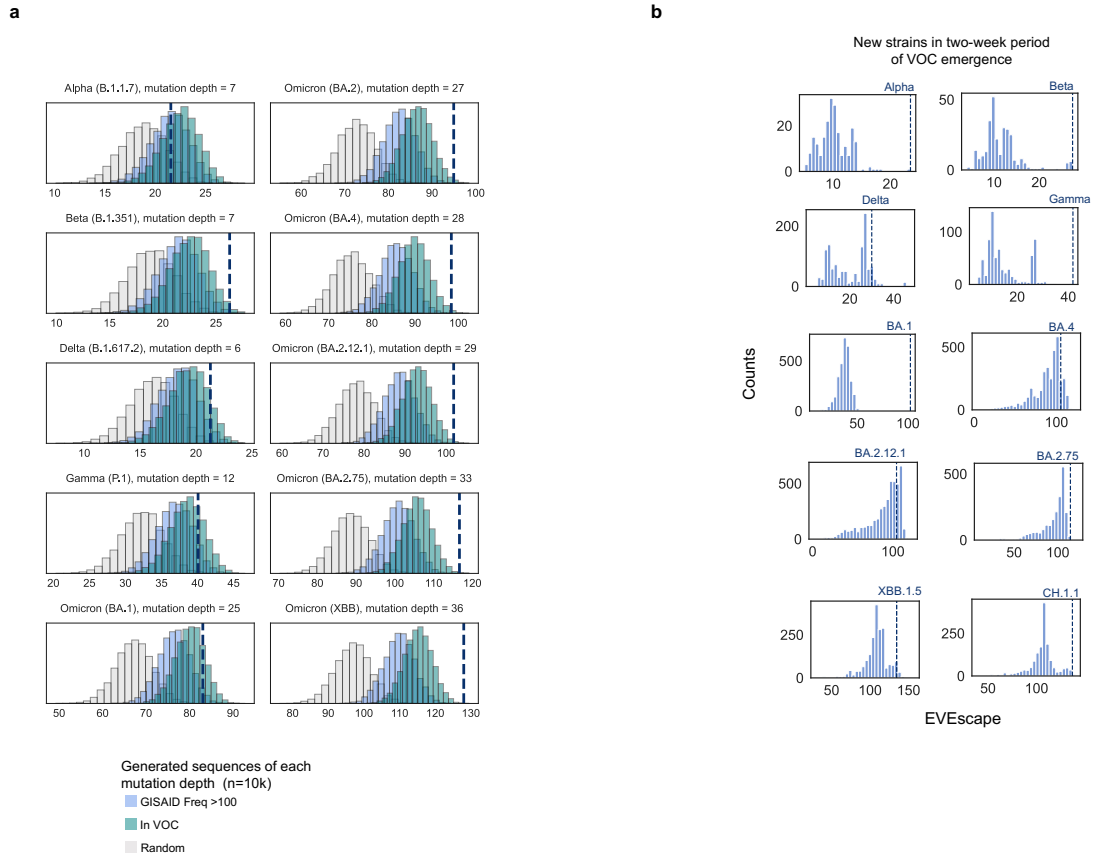 a
Alpha (B.1.1.7), mutation depth = 7
10 15 20 25
Omicron (BA.2), mutation depth = 27
60 70 80 90 100
Beta (B.1.351), mutation depth = 7
10 15 20 25
Omicron (BA.4), mutation depth = 28
60 70 80 90 100
Delta (B.1.617.2), mutation depth = 6
10 15 20 25
Omicron (BA.2.12.1), mutation depth = 29
60 70 80 90 100
Gamma (P.1), mutation depth = 12
20 25 30 35 40 45
Omicron (BA.2.75), mutation depth = 33
70 80 90 100 110 120
Omicron (BA.1), mutation depth = 25
50 60 70 80 90
Omicron (XBB), mutation depth = 36
80 90 100 110 120 130
Generated sequences of each
mutation depth (n=10k)
GISAID Freq >100
In VOC
Random
b
New strains in two-week period
of VOC emergence
Counts
Alpha
20
0
10 20
Beta
50
0
10 20
Delta
200
0
20 40
Gamma
100
0
20 40
BA.1
500
0
50 100
BA.4
500
0
0 100
BA.2.12.1
500
0
0 100
BA.2.75
500
0
50 100
XBB.1.5
250
0
50 100 150
CH.1.1
250
0
50 100
EVEscape